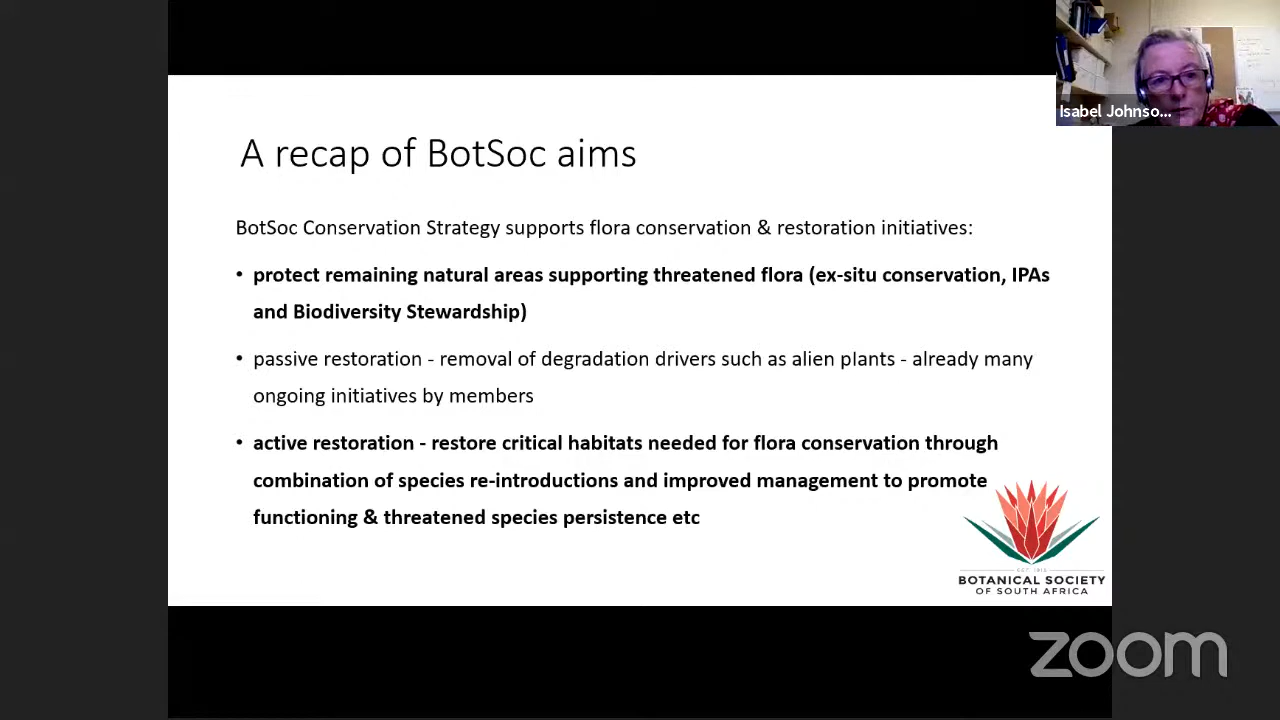 Isabel Johnso...
A recap of BotSoc aims
BotSoc Conservation Strategy supports flora conservation & restoration initiatives:
• protect remaining natural areas supporting threatened flora (ex-situ conservation, IPAs
and Biodiversity Stewardship)
• passive restoration - removal of degradation drivers such as alien plants - already many
ongoing initiatives by members
• active restoration - restore critical habitats needed for flora conservation through
combination of species re-introductions and improved management to promote
functioning & threatened species persistence etc
BOTANICAL SOCIETY
OF SOUTH AFRICA
zoom